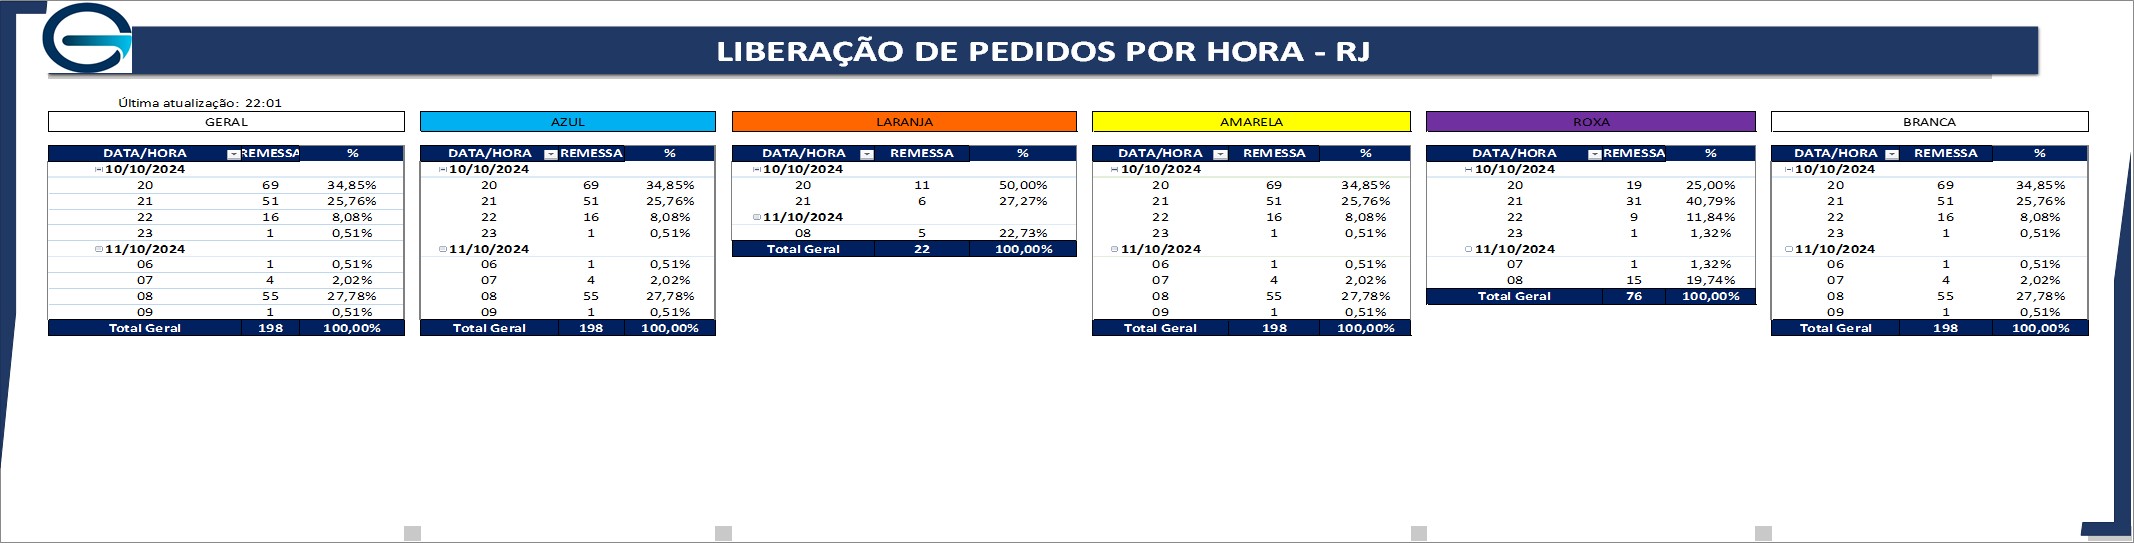 LIBERAÇÃO DE PEDIDOS POR HORA - RJ
Última atualização: 22:01
GERAL
DATA/HORA REMESSA %
10/10/2024
20 69 34,85%
21 51 25,76%
22 16 8,08%
23 1 0,51%
11/10/2024
06 1 0,51%
07 4 2,02%
08 55 27,78%
09 1 0,51%
Total Geral 198 100,00%
AZUL
DATA/HORA REMESSA %
10/10/2024
20 69 34,85%
21 51 25,76%
22 16 8,08%
23 1 0,51%
11/10/2024
06 1 0,51%
07 4 2,02%
08 55 27,78%
09 1 0,51%
Total Geral 198 100,00%
LARANJA
DATA/HORA REMESSA %
10/10/2024
20 11 50,00%
21 6 27,27%
11/10/2024
08 5 22,73%
Total Geral 22 100,00%
AMARELA
DATA/HORA REMESSA %
10/10/2024
20 69 34,85%
21 51 25,76%
22 16 8,08%
23 1 0,51%
11/10/2024
06 1 0,51%
07 4 2,02%
08 55 27,78%
09 1 0,51%
Total Geral 198 100,00%
ROXA
DATA/HORA REMESSA %
10/10/2024
20 19 25,00%
21 31 40,79%
22 9 11,84%
23 1 1,32%
11/10/2024
07 1 1,32%
08 15 19,74%
Total Geral 76 100,00%
BRANCA
DATA/HORA REMESSA %
10/10/2024
20 69 34,85%
21 51 25,76%
22 16 8,08%
23 1 0,51%
11/10/2024
06 1 0,51%
07 4 2,02%
08 55 27,78%
09 1 0,51%
Total Geral 198 100,00%